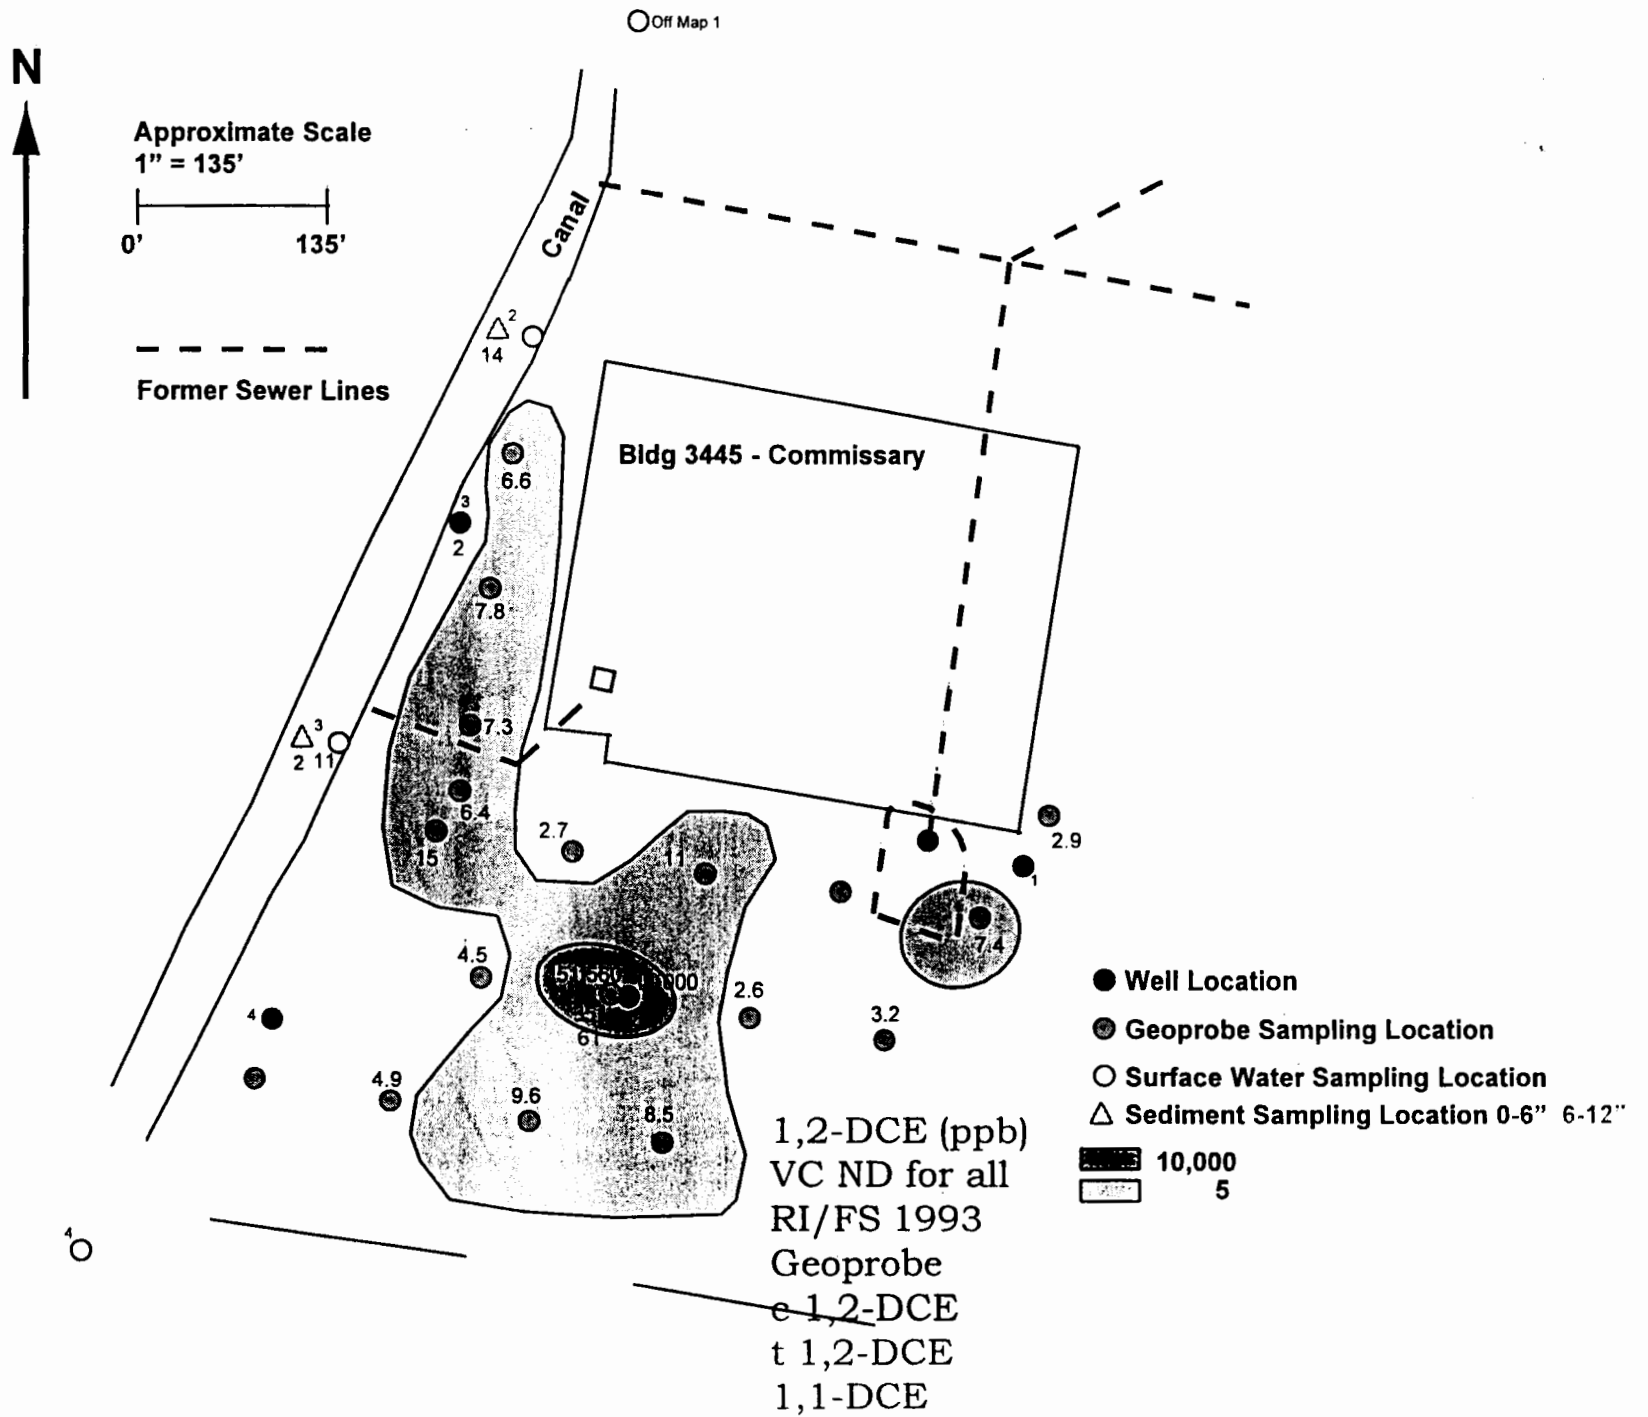 Off Map 1
N
Approximate Scale
1” = 135’
0’ 135’
Canal
2
14
Former Sewer Lines
Bldg 3445 - Commissary
6.6
3
2
7.8
7.3
3
2 11
6.4
15
2.7
11
2.9
1
7.4
4.5
61
2.6
3.2
4
4.9
9.6
8.5
4
Well Location
Geoprobe Sampling Location
Surface Water Sampling Location
Sediment Sampling Location 0-6” 6-12”
10,000
5
1,2-DCE (ppb)
VC ND for all
RI/FS 1993
Geoprobe
c 1,2-DCE
t 1,2-DCE
1,1-DCE